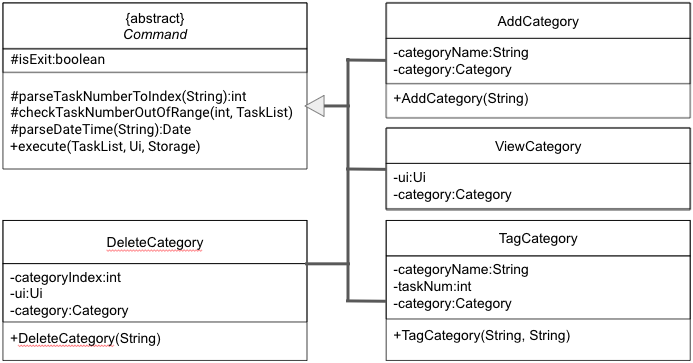 {abstract}
Command
#isExit:boolean
#parseTaskNumberToIndex(String):int
#checkTaskNumberOutOfRange(int, TaskList)
#parseDateTime(String):Date
+execute(TaskList, Ui, Storage)
AddCategory
-categoryName:String
-category:Category
+AddCategory(String)
ViewCategory
-ui:Ui
-category:Category
DeleteCategory
-categoryIndex:int
-ui:Ui
-category:Category
+DeleteCategory(String)
TagCategory
-categoryName:String
-taskNum:int
-category:Category
+TagCategory(String, String)